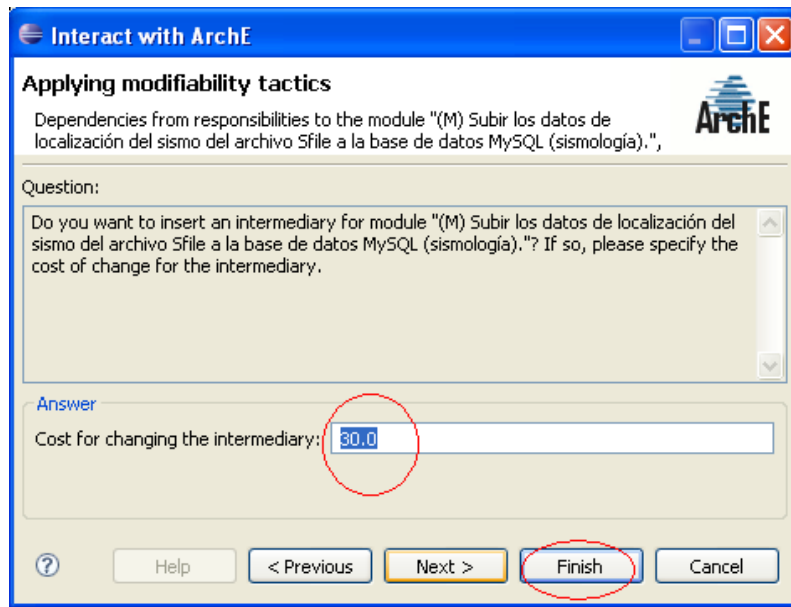 Interact with ArchE
Applying modifiability tactics
Dependencies from responsibilities to the module "(M) Subir los datos de
localización del sismo del archivo Sfile a la base de datos MySQL (sismología).",
ArchE
Question:
Do you want to insert an intermediary for module "(M) Subir los datos de localización del
sismo del archivo Sfile a la base de datos MySQL (sismología)."? If so, please specify the
cost of change for the intermediary.
Answer
Cost for changing the intermediary: 30.0
? Help < Previous Next > Finish Cancel